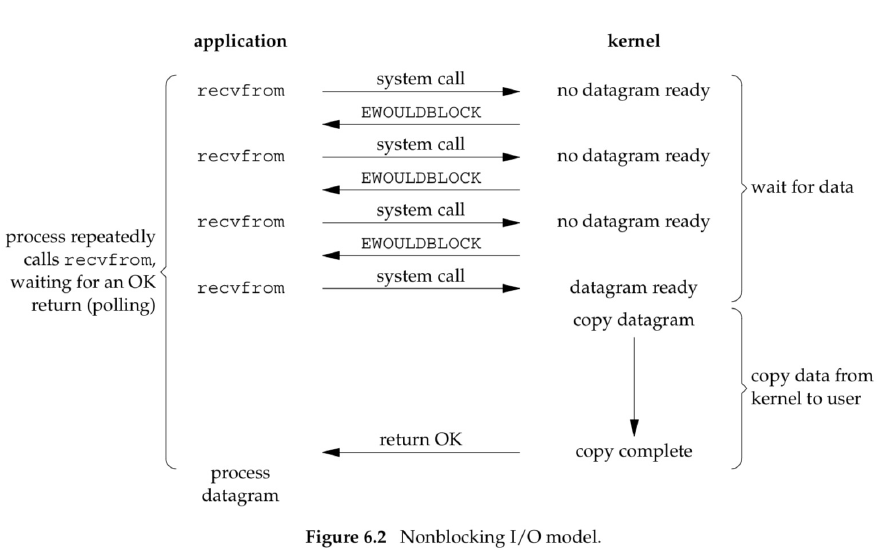 application kernel
recvfrom system call no datagram ready
EWOULDBLOCK
recvfrom system call no datagram ready
EWOULDBLOCK
wait for data
recvfrom system call no datagram ready
EWOULDBLOCK
process repeatedly
calls recvfrom,
waiting for an OK
return (polling)
recvfrom system call datagram ready
copy datagram
copy data from
kernel to user
return OK copy complete
process
datagram
Figure 6.2 Nonblocking I/O model.